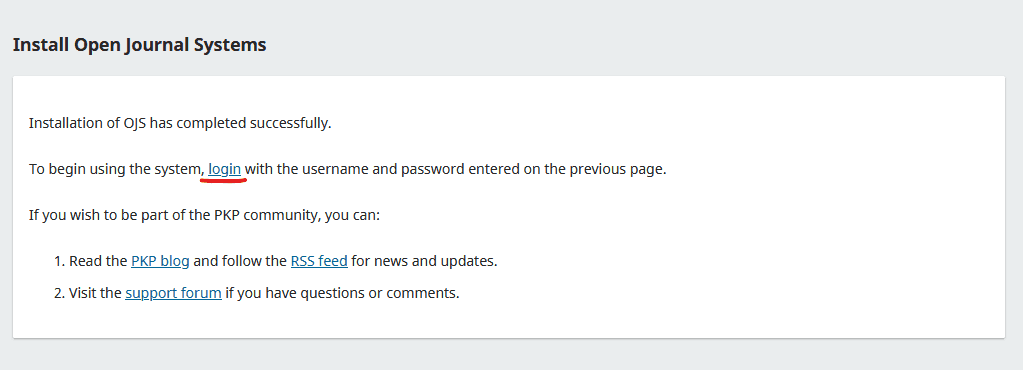 Install Open Journal Systems
Installation of OJS has completed successfully.
To begin using the system, login with the username and password entered on the previous page.
If you wish to be part of the PKP community, you can:
1. Read the PKP blog and follow the RSS feed for news and updates.
2. Visit the support forum if you have questions or comments.